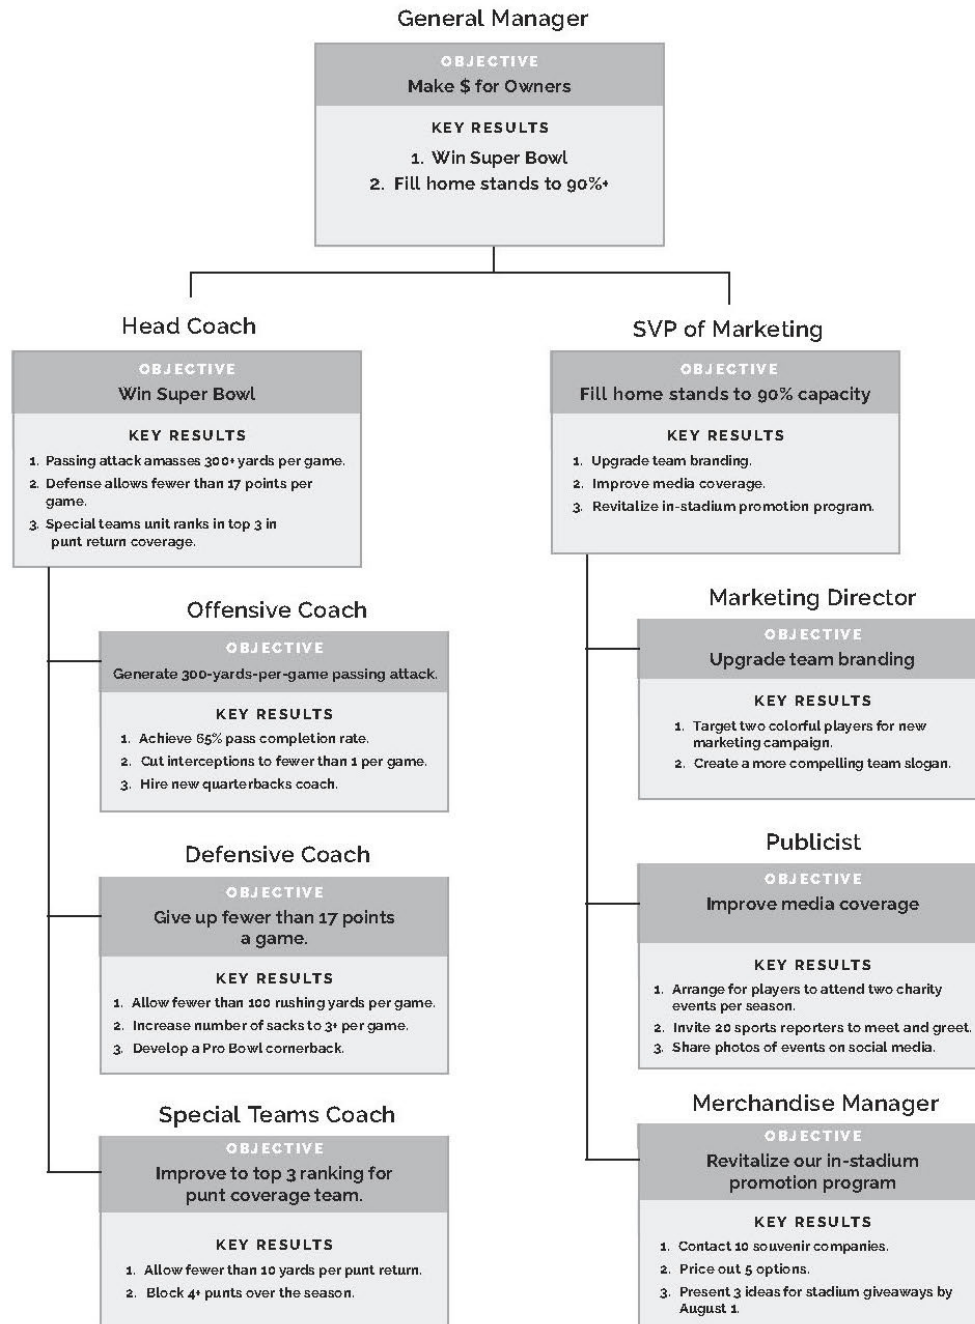 General Manager
OBJECTIVE
Make $ for Owners
KEY RESULTS
1. Win Super Bowl
2. Fill home stands to 90%+
Head Coach
OBJECTIVE
Win Super Bowl
KEY RESULTS
1. Passing attack amasses 300+ yards per game.
2. Defense allows fewer than 17 points per
game.
3. Special teams unit ranks in top 3 in
punt return coverage.
Offensive Coach
OBJECTIVE
Generate 300-yards-per-game passing attack.
KEY RESULTS
1. Achieve 65% pass completion rate.
2. Cut interceptions to fewer than 1 per game.
3. Hire new quarterbacks coach.
Defensive Coach
OBJECTIVE
Give up fewer than 17 points
a game.
KEY RESULTS
1. Allow fewer than 100 rushing yards per game.
2. Increase number of sacks to 3+ per game.
3. Develop a Pro Bowl cornerback.
Special Teams Coach
OBJECTIVE
Improve to top 3 ranking for
punt coverage team.
KEY RESULTS
1. Allow fewer than 10 yards per punt return.
2. Block 4+ punts over the season.
SVP of Marketing
OBJECTIVE
Fill home stands to 90% capacity
KEY RESULTS
1. Upgrade team branding.
2. Improve media coverage.
3. Revitalize in-stadium promotion program.
Marketing Director
OBJECTIVE
Upgrade team branding
KEY RESULTS
1. Target two colorful players for new
marketing campaign.
2. Create a more compelling team slogan.
Publicist
OBJECTIVE
Improve media coverage
KEY RESULTS
1. Arrange for players to attend two charity
events per season.
2. Invite 20 sports reporters to meet and greet.
3. Share photos of events on social media.
Merchandise Manager
OBJECTIVE
Revitalize our in-stadium
promotion program
KEY RESULTS
1. Contact 10 souvenir companies.
2. Price out 5 options.
3. Present 3 ideas for stadium giveaways by
August 1.